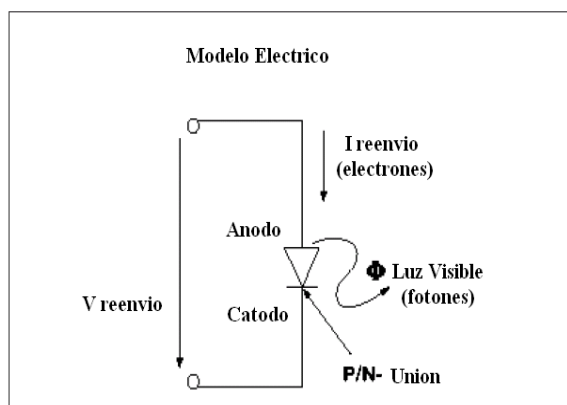 Modelo Electrico
I reenvio
(electrones)
Anodo
Φ Luz Visible
(fotones)
V reenvio
Catodo
P/N- Union